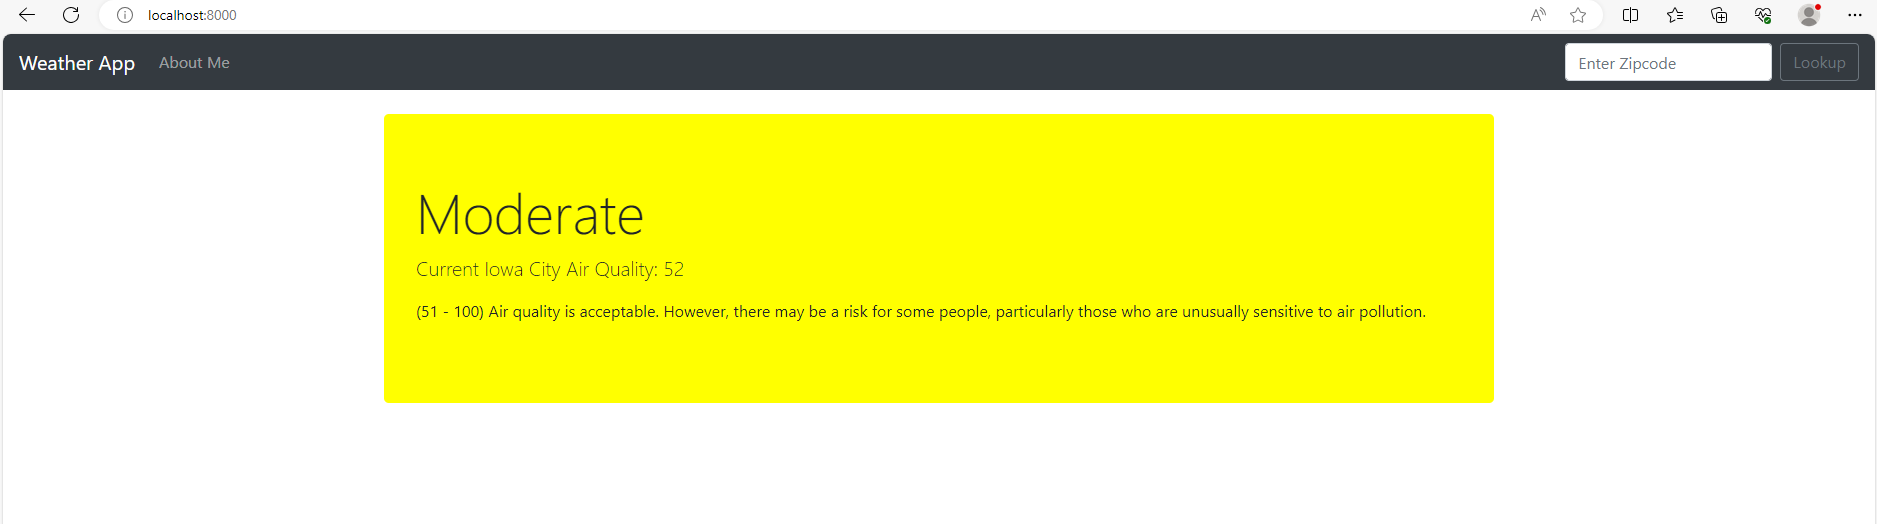 localhost:8000
Weather App About Me Enter Zipcode Lookup
Moderate
Current Iowa City Air Quality: 52
(51 - 100) Air quality is acceptable. However, there may be a risk for some people, particularly those who are unusually sensitive to air pollution.